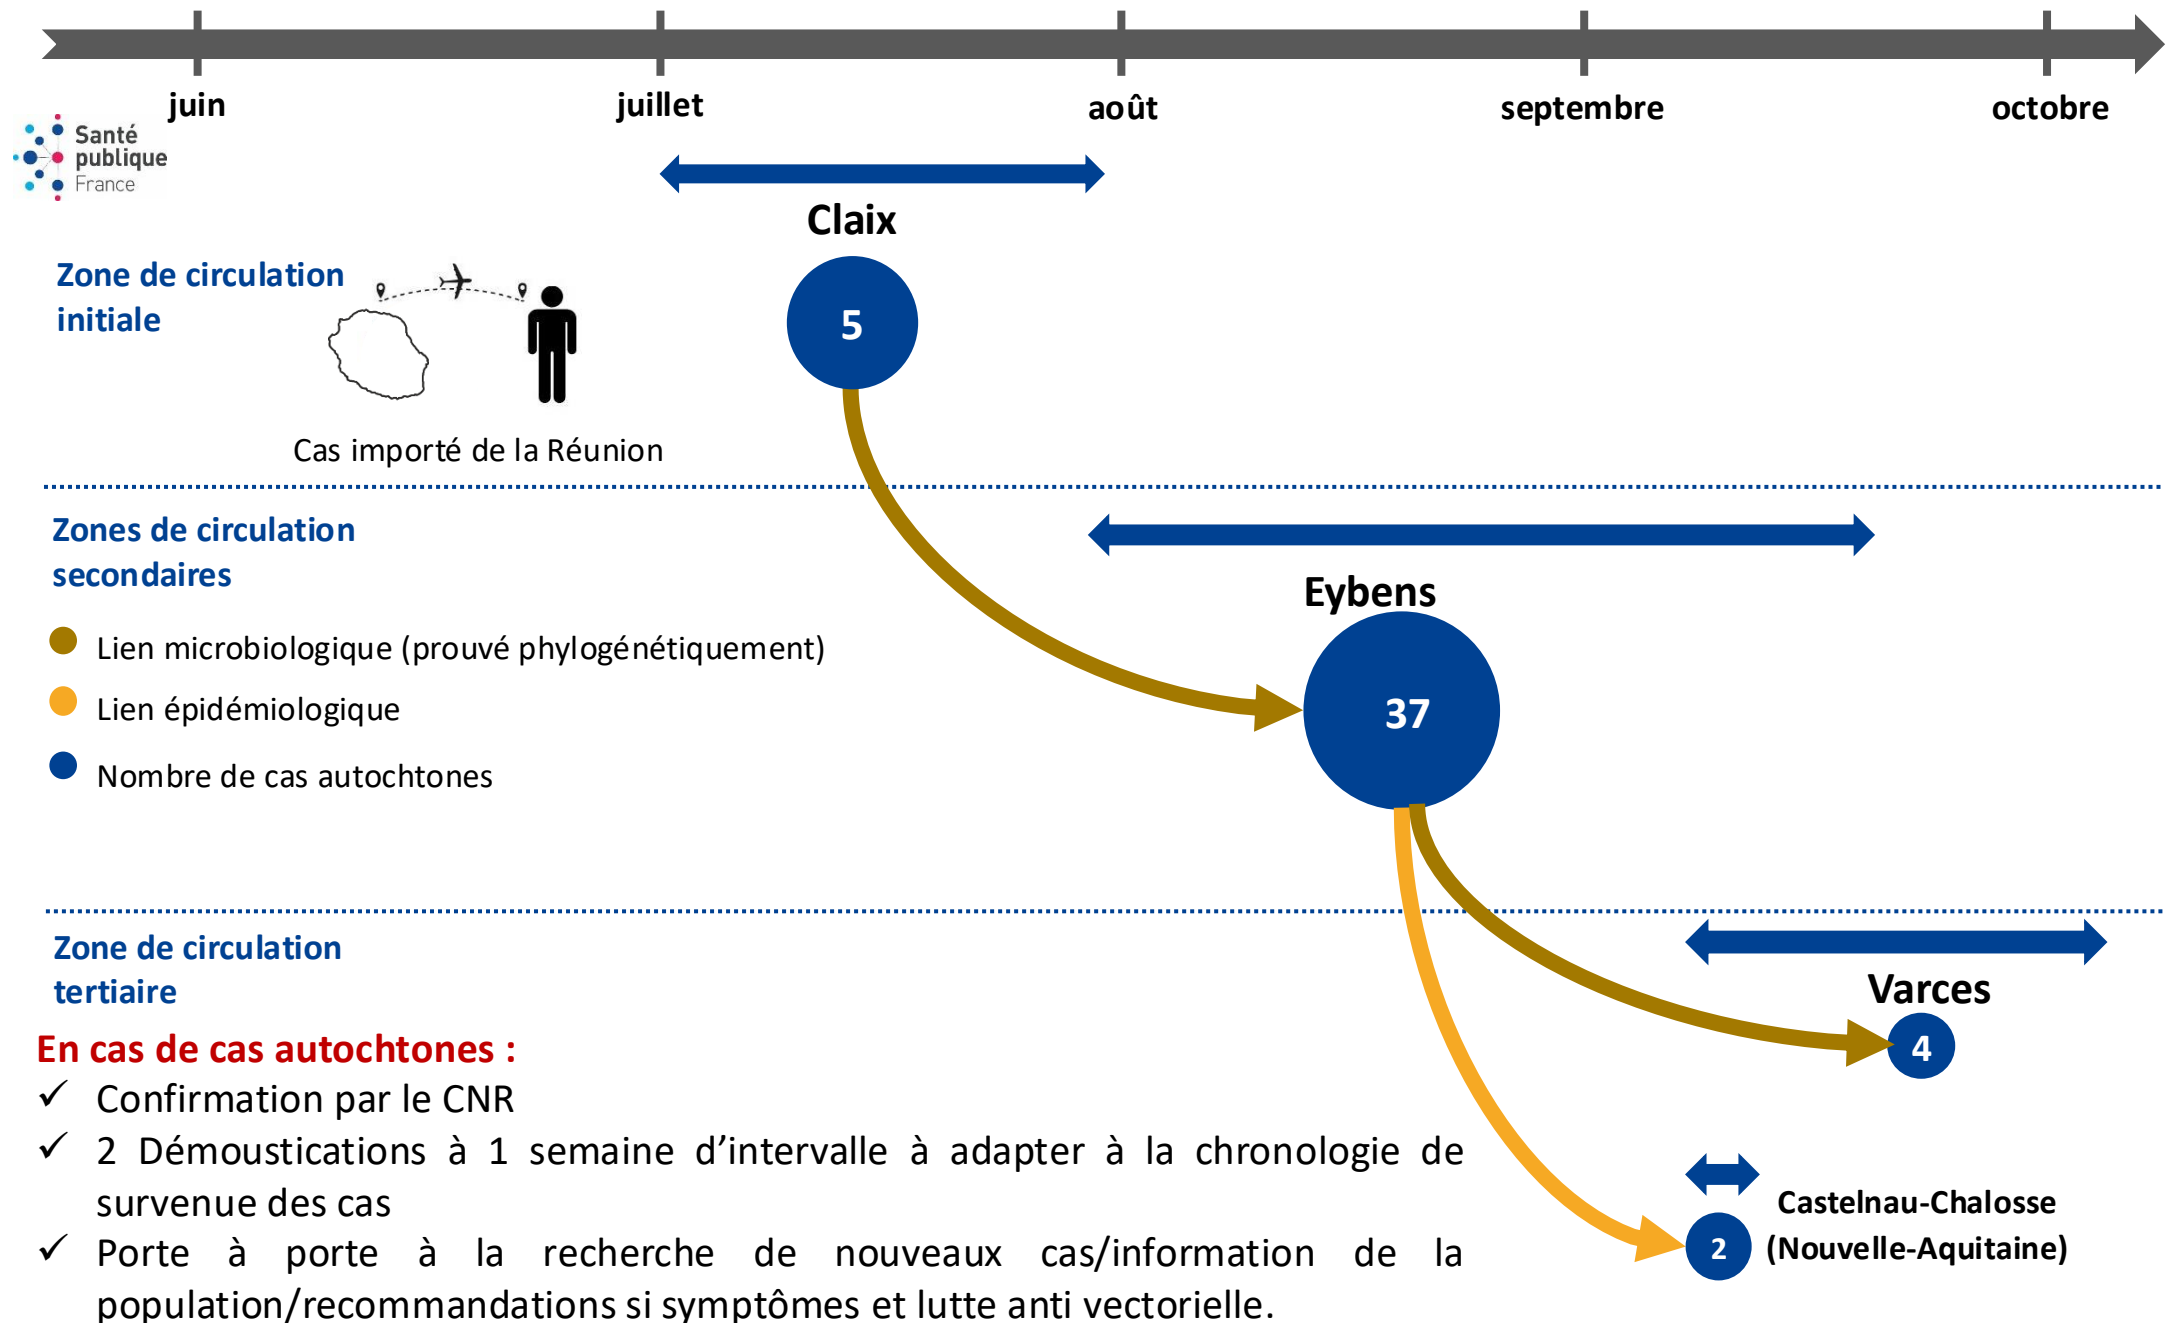 juin
juillet
août
septembre
octobre
Santé
publique
France
Claix
Zone de circulation
initiale
5
Cas importé de la Réunion
Zones de circulation
secondaires
Eybens
Lien microbiologique (prouvé phylogénétiquement)
Lien épidémiologique
37
Nombre de cas autochtones
Zone de circulation
tertiaire
Varces
4
En cas de cas autochtones :
✓ Confirmation par le CNR
✓ 2 Démoustications à 1 semaine d’intervalle à adapter à la chronologie de
survenue des cas
✓ Porte à porte à la recherche de nouveaux cas/information de la
population/recommandations si symptômes et lutte anti vectorielle.
Castelnau-Chalosse
(Nouvelle-Aquitaine)
2